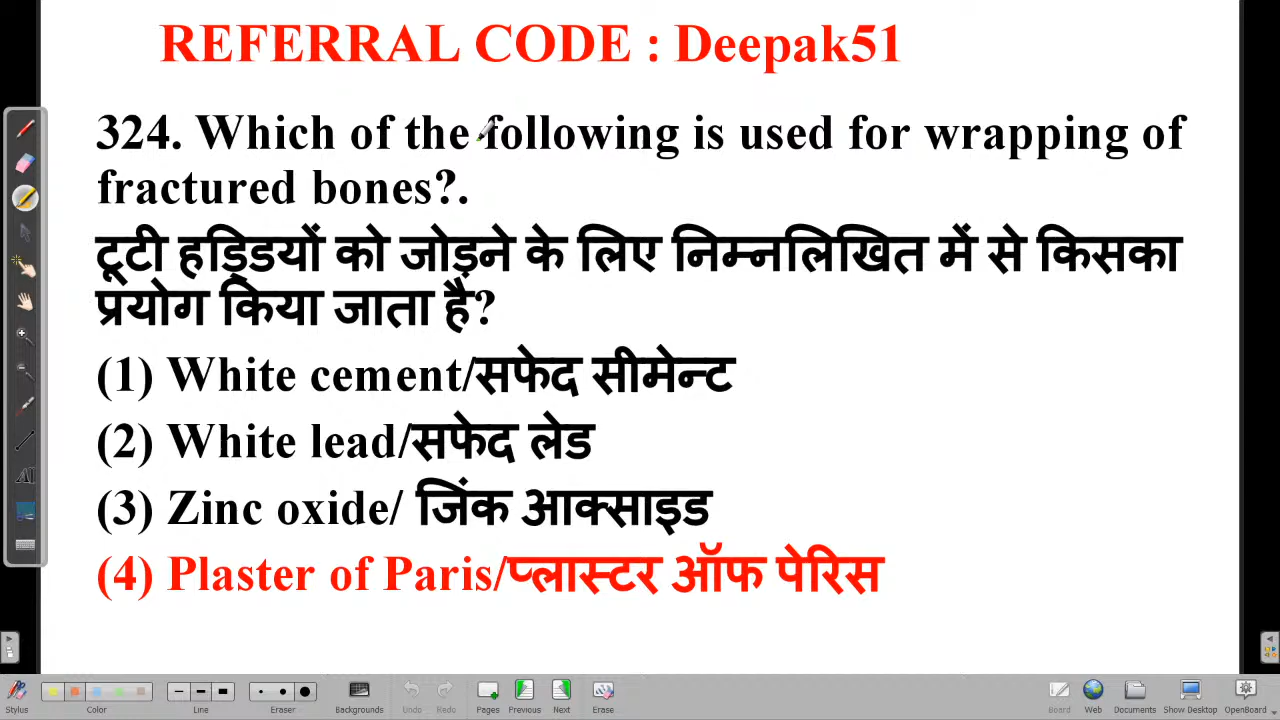 REFERRAL CODE : Deepak51
324. Which of the following is used for wrapping of
fractured bones?.
टूटी हड्डियों को जोड़ने के लिए निम्नलिखित में से किसका
प्रयोग किया जाता है?
(1) White cement/सफेद सीमेन्ट
(2) White lead/सफेद लेड
(3) Zinc oxide/ जिंक आक्साइड
(4) Plaster of Paris/प्लास्टर ऑफ पेरिस
Stylus Color Line Eraser Backgrounds Undo Redo Pages Previous Next Erase Board Web Documents Show Desktop OpenBoard